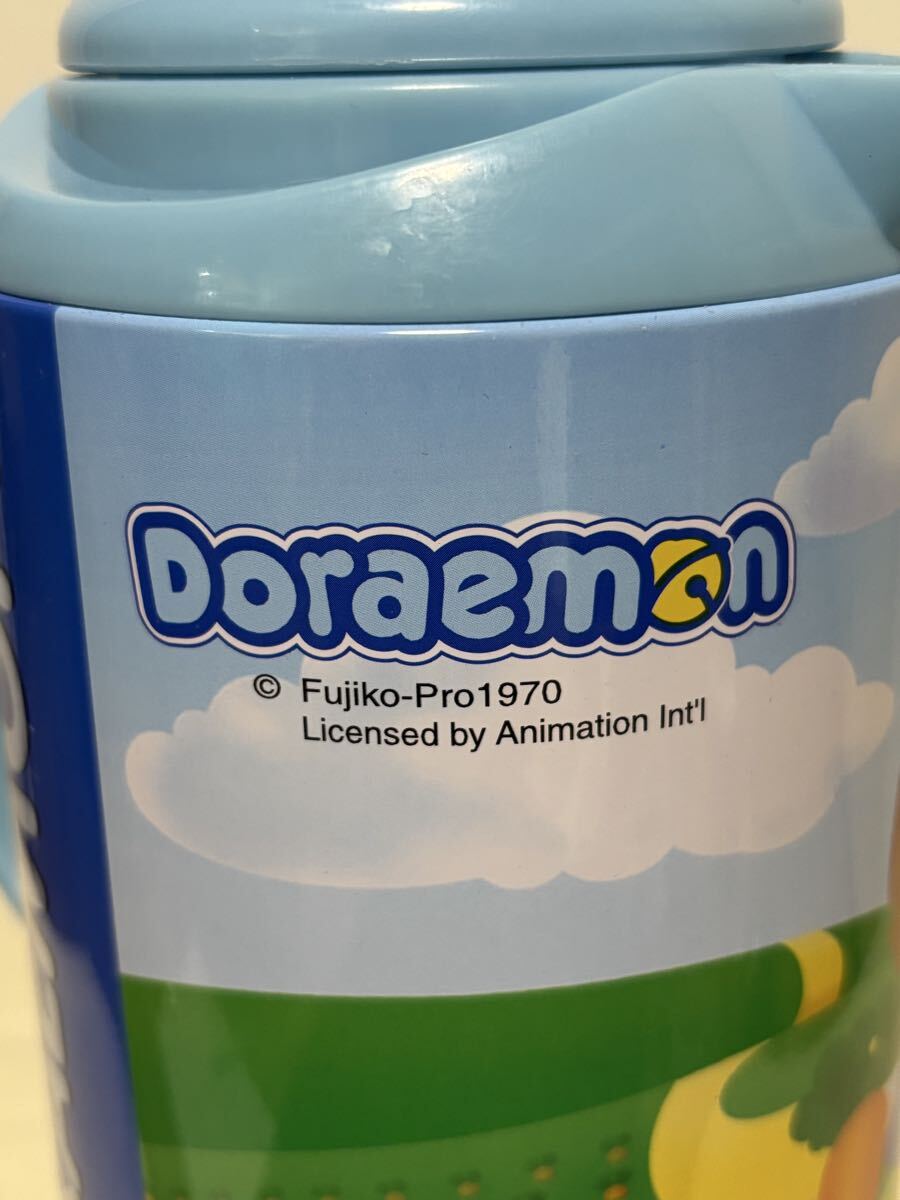 Doraemon
© Fujiko-Pro1970
Licensed by Animation Int'l